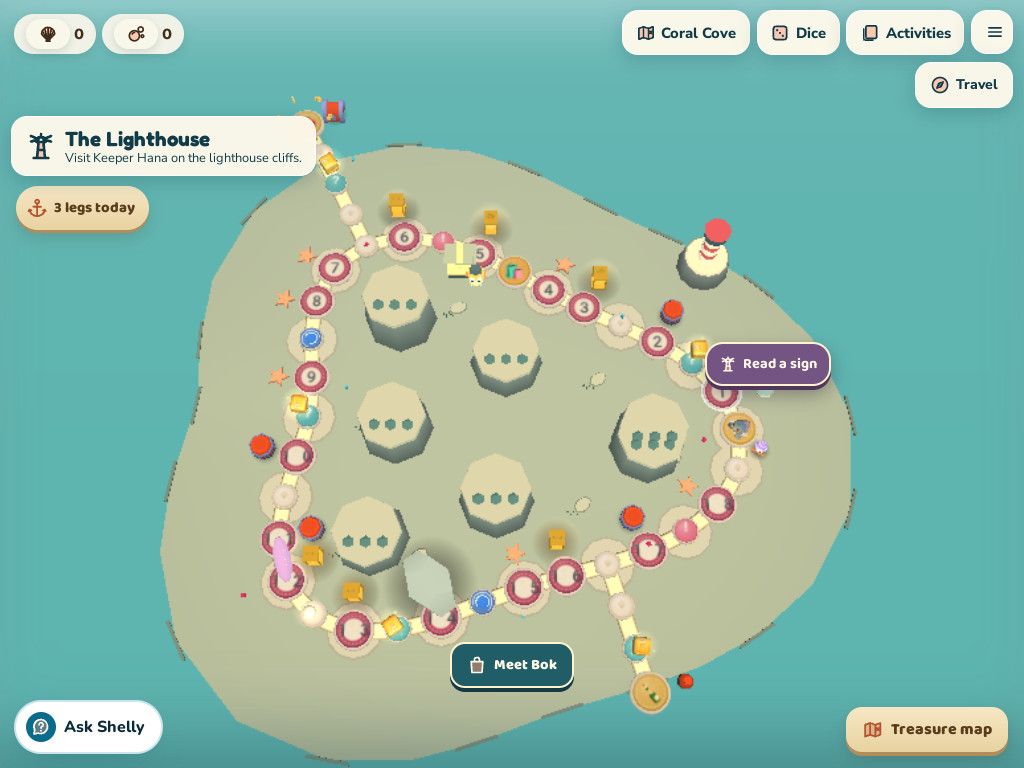 0
0
Coral Cove
Dice
Activities
Travel
The Lighthouse
Visit Keeper Hana on the lighthouse cliffs.
3 legs today
6
5
7
4
8
3
2
Read a sign
1
9
Meet Bok
Ask Shelly
Treasure map